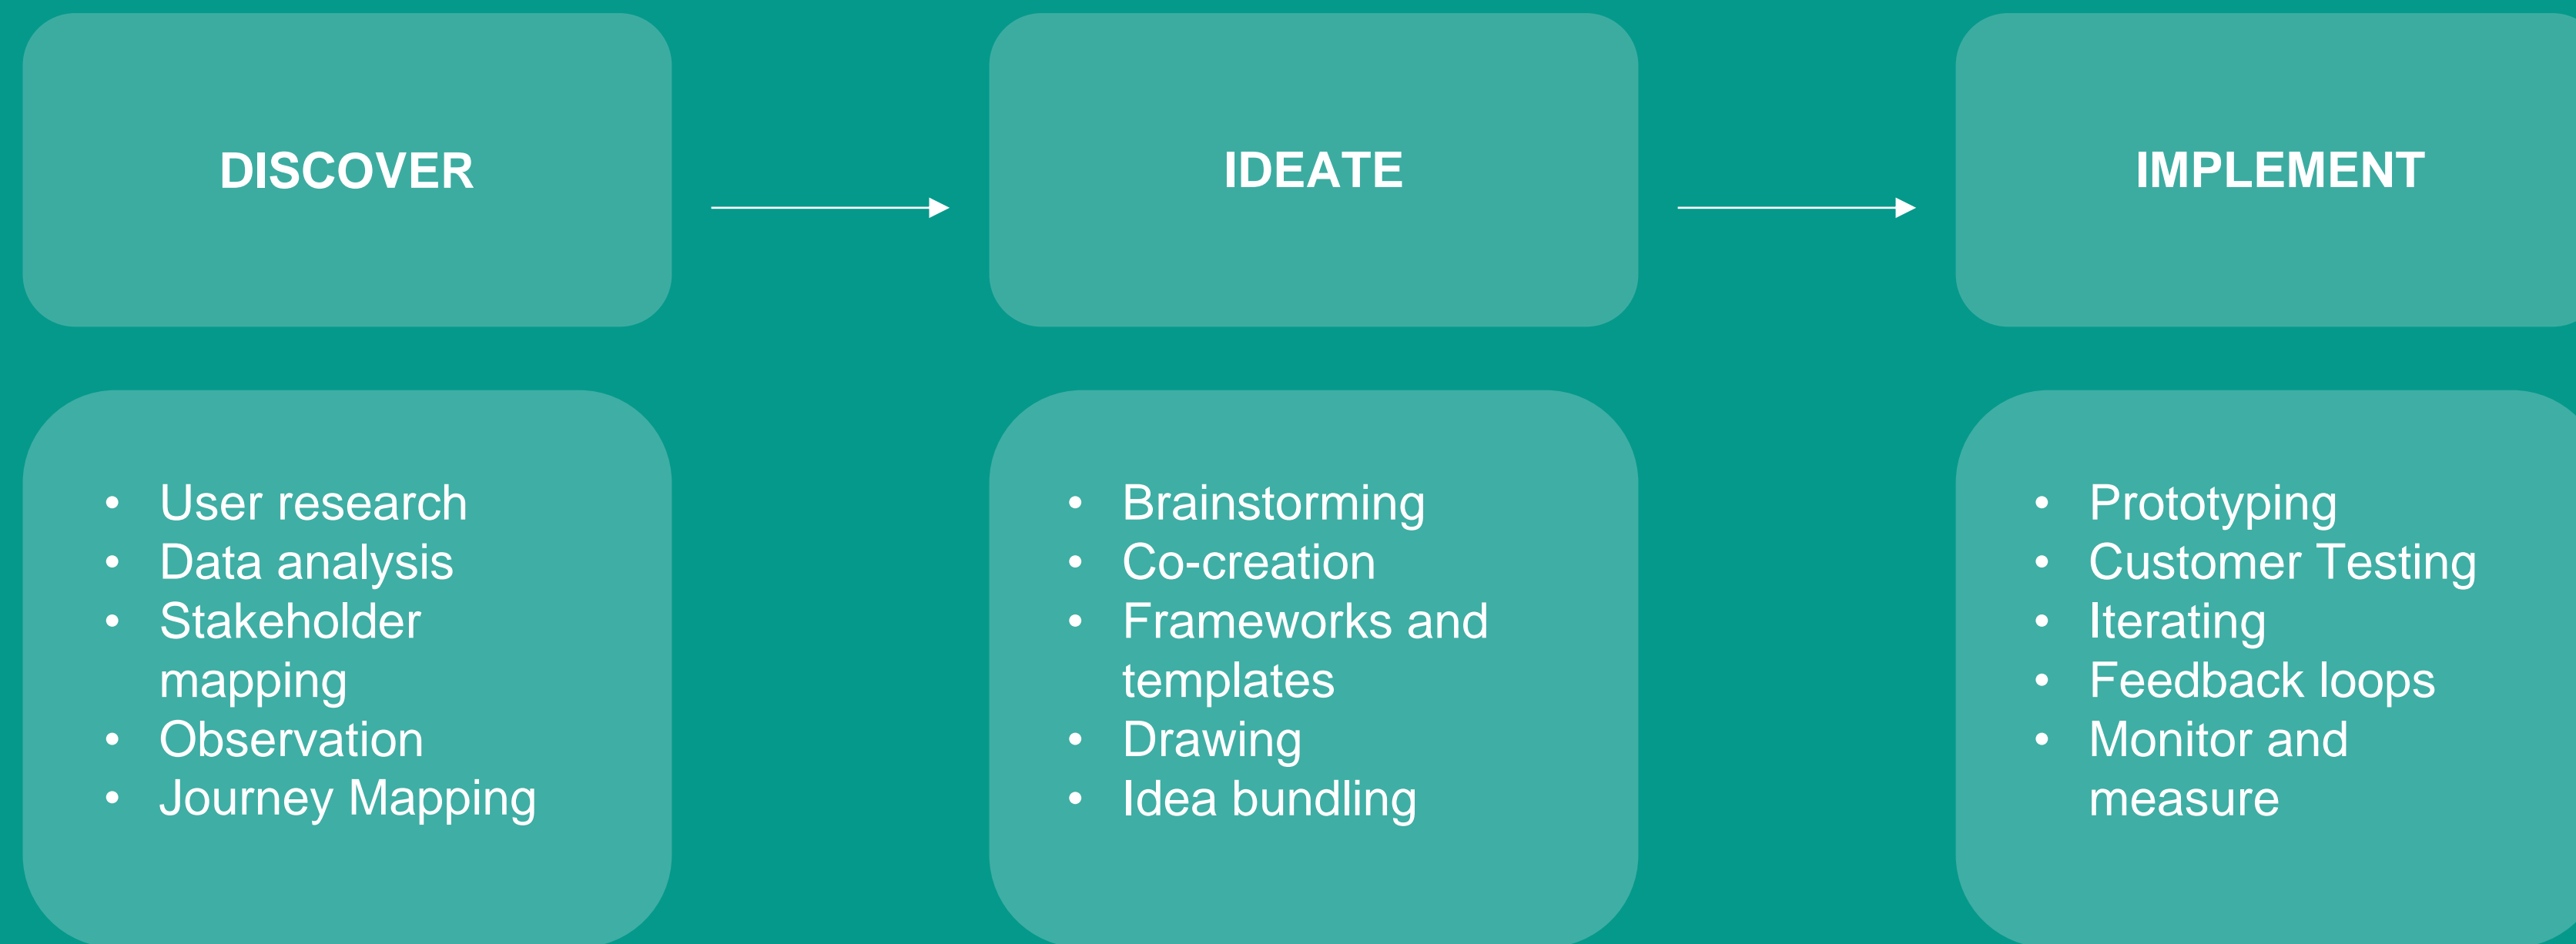 DISCOVER
IDEATE
IMPLEMENT
• User research
• Data analysis
• Stakeholder
mapping
• Observation
• Journey Mapping
• Brainstorming
• Co-creation
• Frameworks and
templates
• Drawing
• Idea bundling
• Prototyping
• Customer Testing
• Iterating
• Feedback loops
• Monitor and
measure